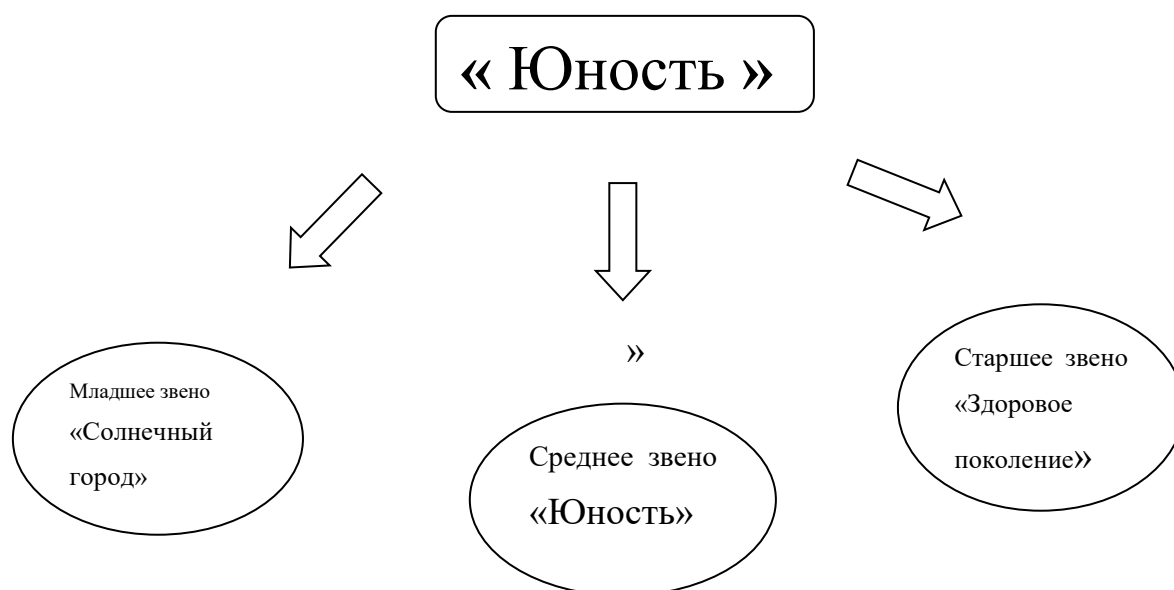 « Юность »
»
Младшее звено
«Солнечный
город»
Среднее звено
«Юность»
Старшее звено
«Здоровое
поколение»